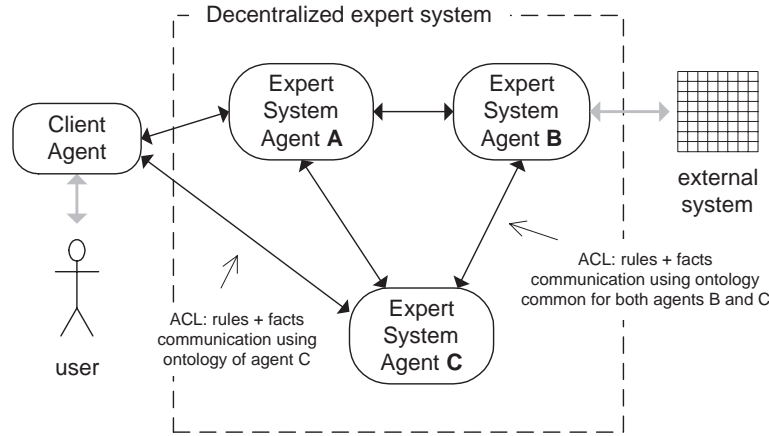 Decentralized expert system
Expert
System
Agent A
Expert
System
Agent B
Client
Agent
external
system
ACL: rules + facts
communication using ontology
common for both agents B and C
ACL: rules + facts
communication using
ontology of agent C
Expert
System
Agent C
user